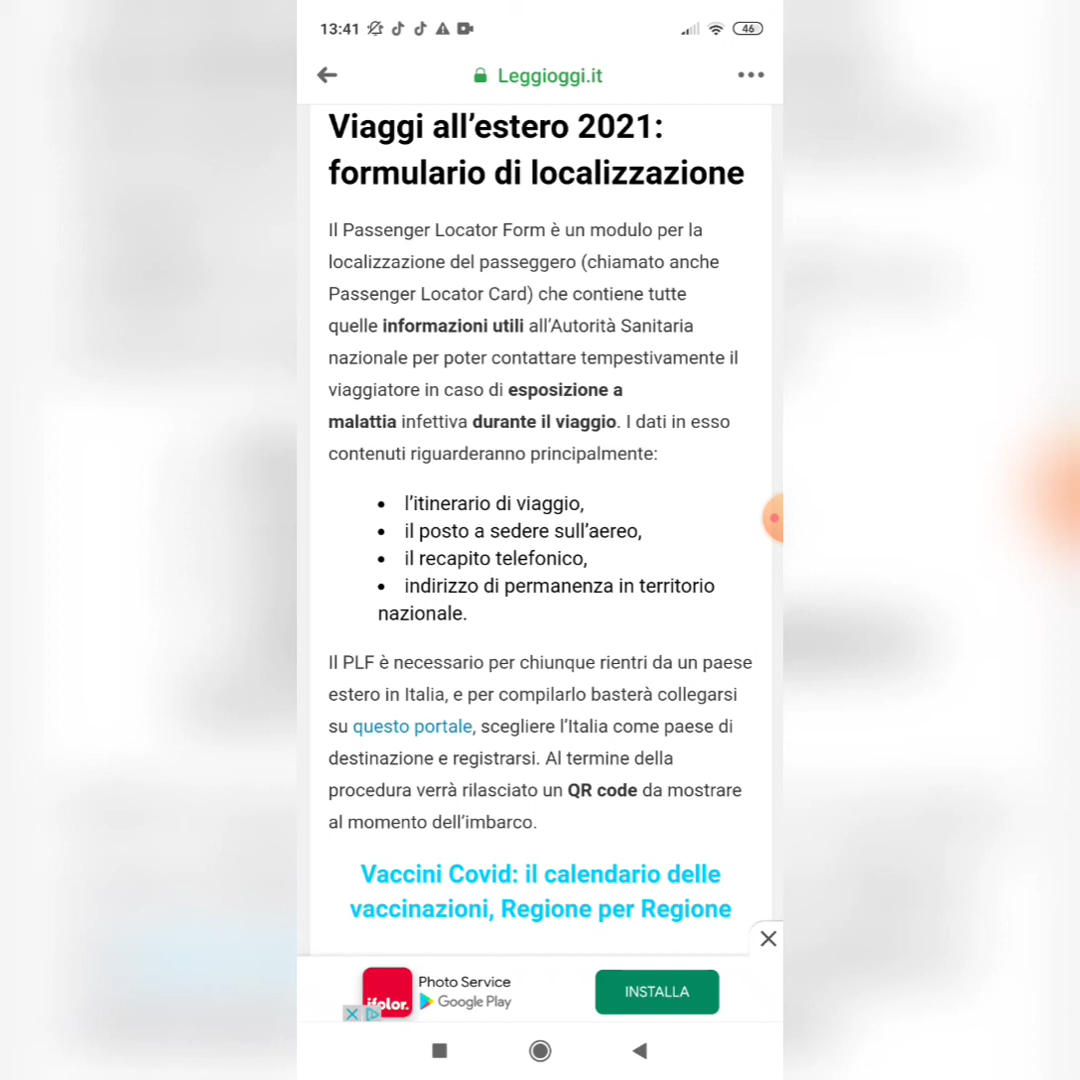 13:41
46
Leggioggi.it
Viaggi all’estero 2021:
formulario di localizzazione
Il Passenger Locator Form è un modulo per la
localizzazione del passeggero (chiamato anche
Passenger Locator Card) che contiene tutte
quelle informazioni utili all’Autorità Sanitaria
nazionale per poter contattare tempestivamente il
viaggiatore in caso di esposizione a
malattia infettiva durante il viaggio. I dati in esso
contenuti riguarderanno principalmente:
• l’itinerario di viaggio,
• il posto a sedere sull’aereo,
• il recapito telefonico,
• indirizzo di permanenza in territorio
nazionale.
Il PLF è necessario per chiunque rientri da un paese
estero in Italia, e per compilarlo basterà collegarsi
su questo portale, scegliere l’Italia come paese di
destinazione e registrarsi. Al termine della
procedura verrà rilasciato un QR code da mostrare
al momento dell’imbarco.
Vaccini Covid: il calendario delle
vaccinazioni, Regione per Regione
ifolor.
Photo Service
Google Play
INSTALLA